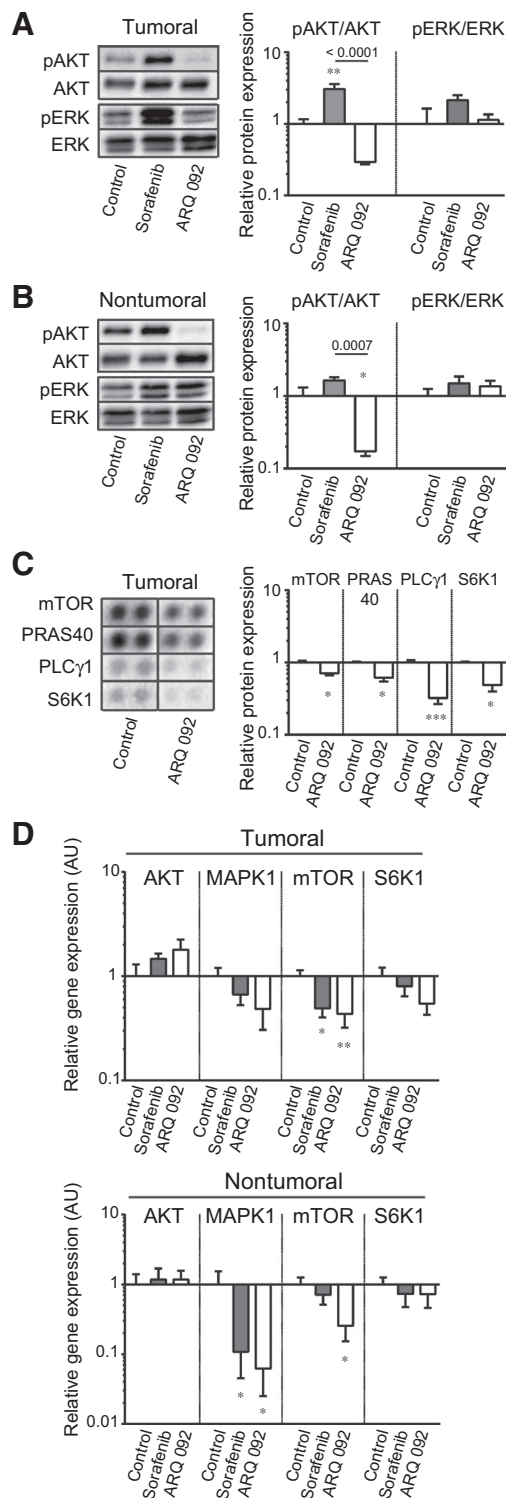 A
Tumoral
pAKT
AKT
pERK
ERK
Control
Sorafenib
ARQ 092
pAKT/AKT
pERK/ERK
< 0.0001
**
Relative protein expression
10
1
0.1
Control
Sorafenib
ARQ 092
Control
Sorafenib
ARQ 092
B
Nontumoral
pAKT
AKT
pERK
ERK
Control
Sorafenib
ARQ 092
pAKT/AKT
pERK/ERK
0.0007
*
Relative protein expression
10
1
0.1
Control
Sorafenib
ARQ 092
Control
Sorafenib
ARQ 092
C
Tumoral
mTOR
PRAS40
PLCγ1
S6K1
Control
ARQ 092
mTOR
PRAS
40
PLCγ1
S6K1
Relative protein expression
10
1
0.1
*
*
***
*
Control
ARQ 092
Control
ARQ 092
Control
ARQ 092
Control
ARQ 092
D
Tumoral
AKT
MAPK1
mTOR
S6K1
Relative gene expression (AU)
10
1
0.1
*
**
Control
Sorafenib
ARQ 092
Control
Sorafenib
ARQ 092
Control
Sorafenib
ARQ 092
Control
Sorafenib
ARQ 092
Nontumoral
AKT
MAPK1
mTOR
S6K1
Relative gene expression (AU)
10
1
0.1
0.01
*
*
*
Control
Sorafenib
ARQ 092
Control
Sorafenib
ARQ 092
Control
Sorafenib
ARQ 092
Control
Sorafenib
ARQ 092